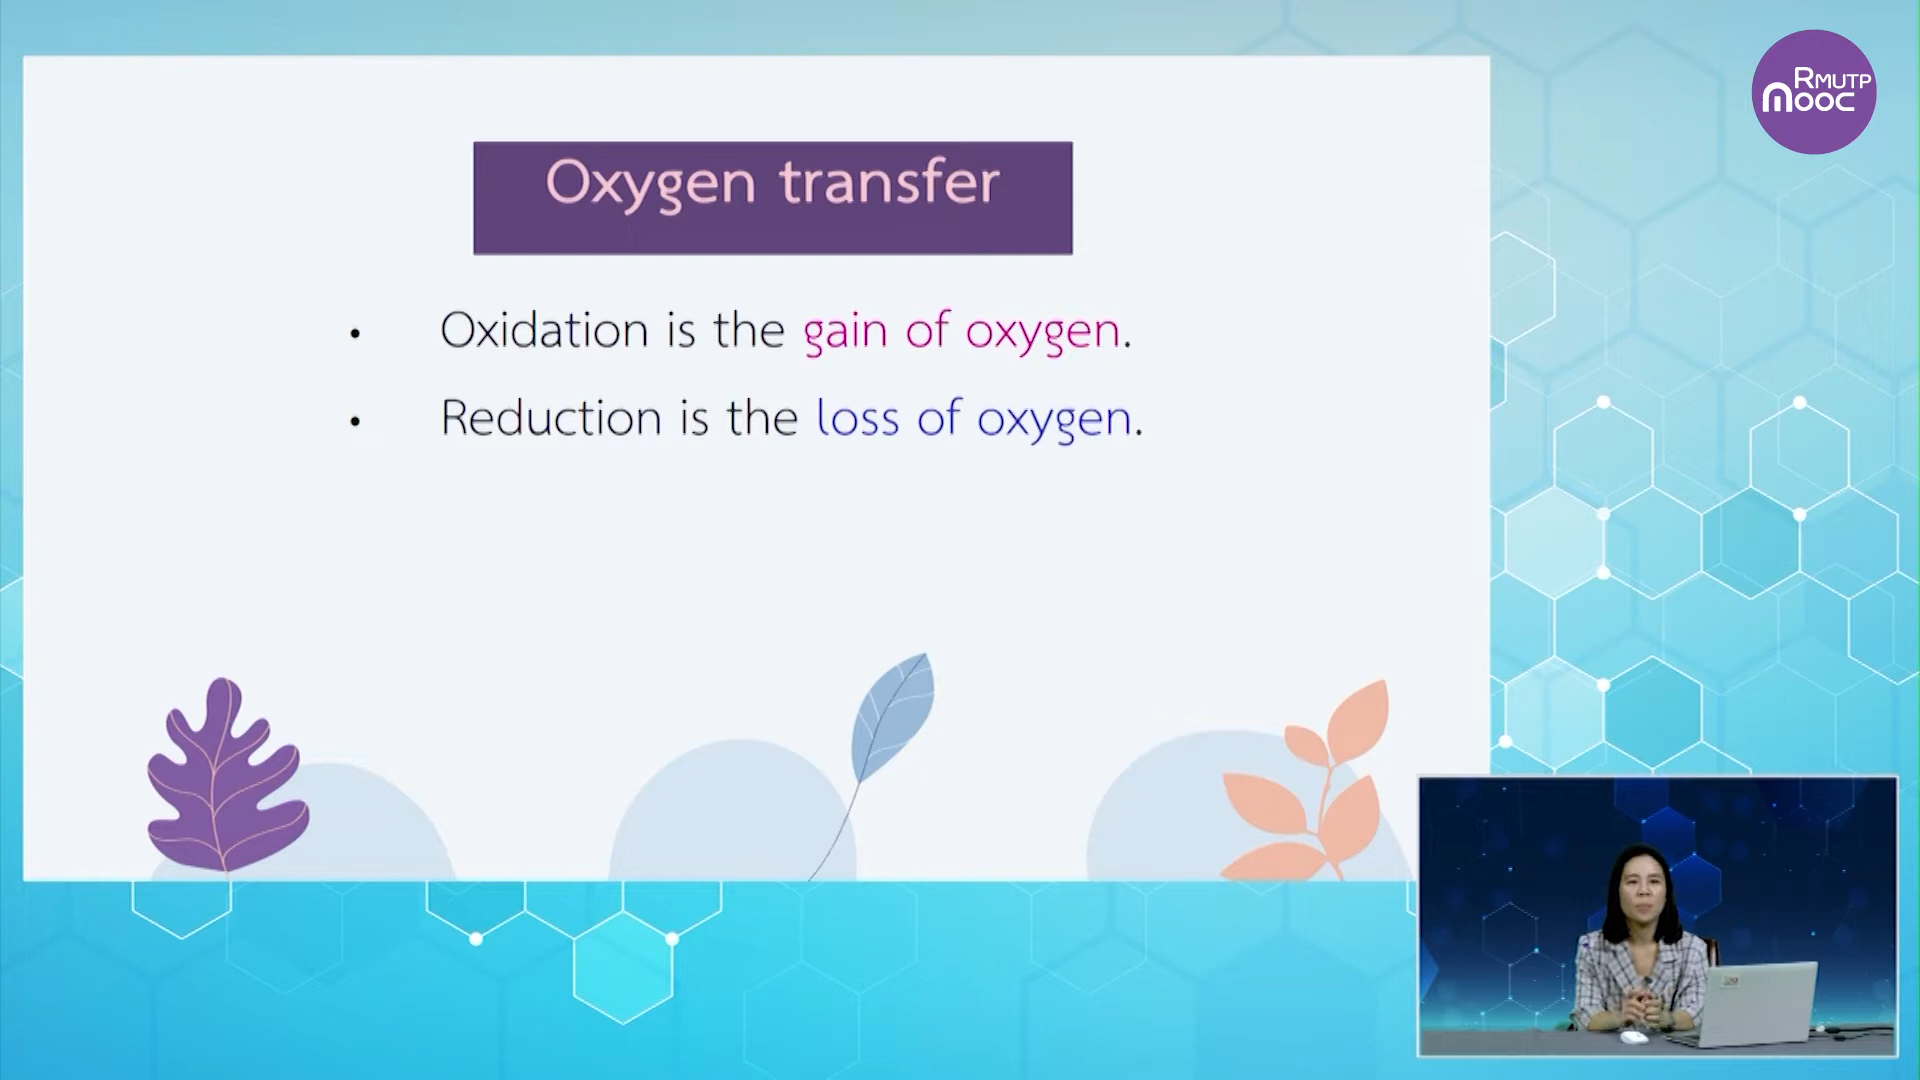 RMUTP
MOOC
Oxygen transfer
• Oxidation is the gain of oxygen.
• Reduction is the loss of oxygen.